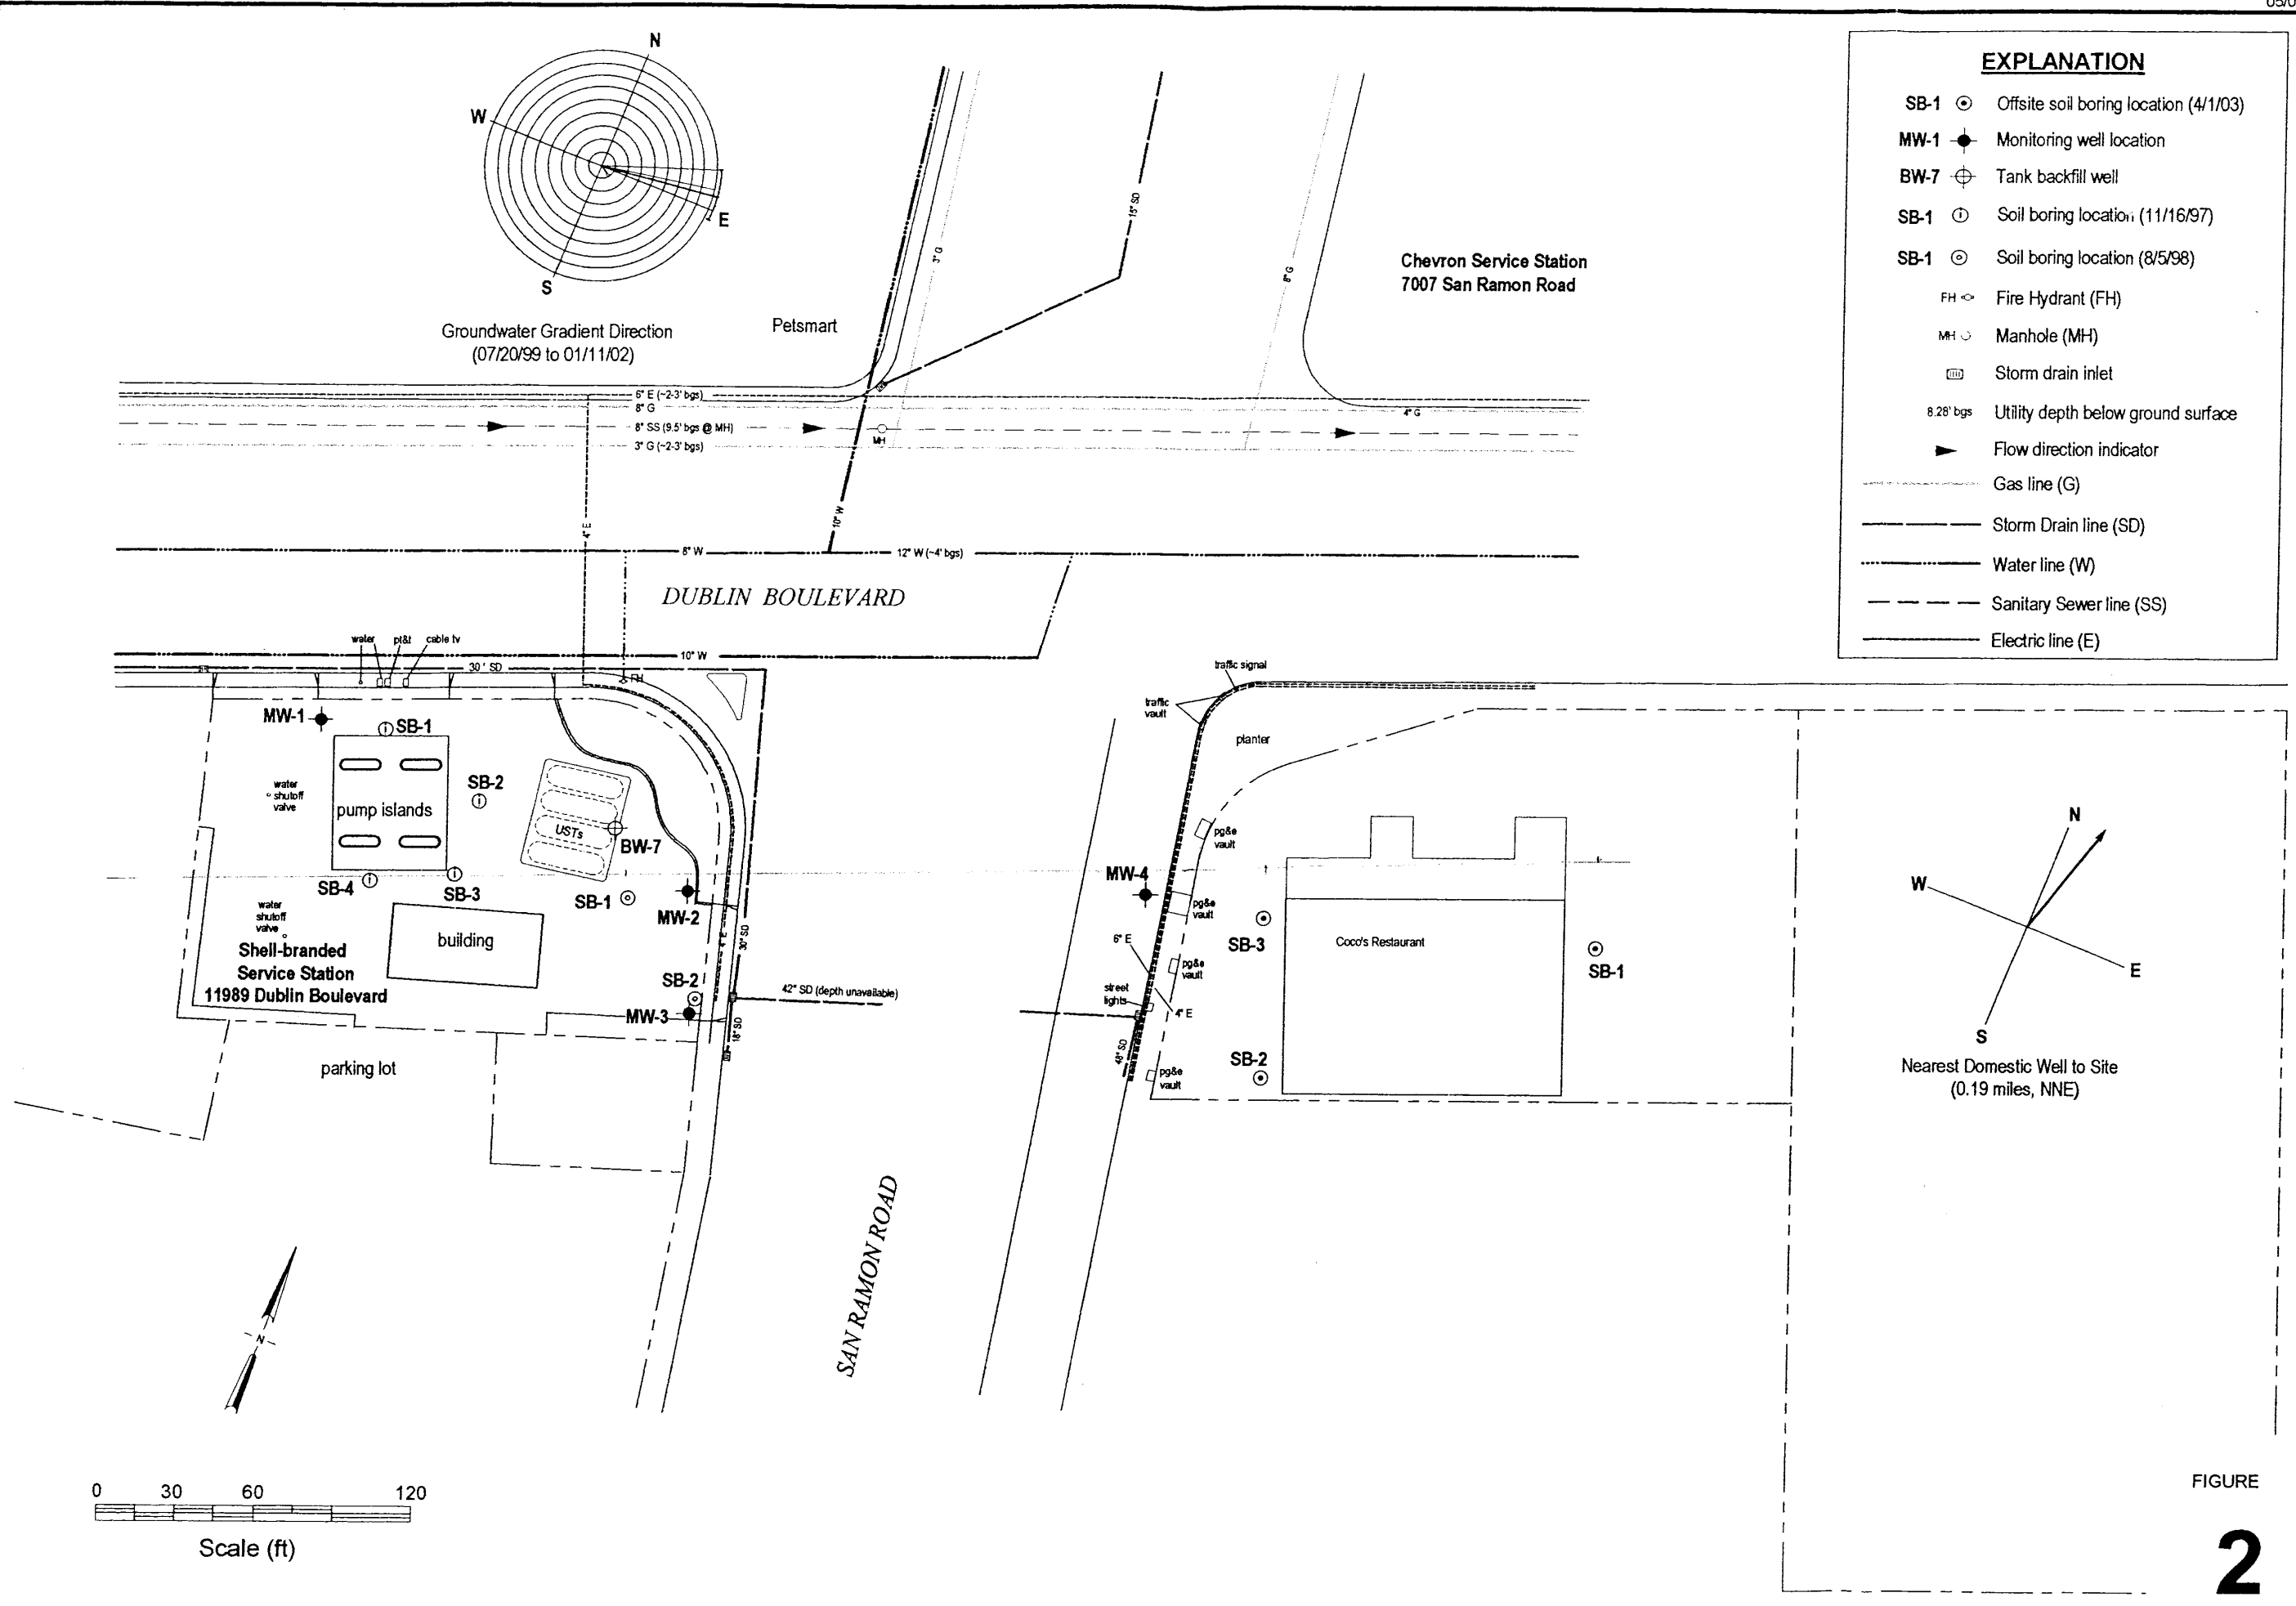 N
W
E
S
Groundwater Gradient Direction
(07/20/99 to 01/11/02)
Petsmart
3" G
15" SD
8" G
Chevron Service Station
7007 San Ramon Road
EXPLANATION
SB-1 Offsite soil boring location (4/1/03)
MW-1 Monitoring well location
BW-7 Tank backfill well
SB-1 Soil boring location (11/16/97)
SB-1 Soil boring location (8/5/98)
FH Fire Hydrant (FH)
MH Manhole (MH)
Storm drain inlet
8.28' bgs Utility depth below ground surface
Flow direction indicator
Gas line (G)
Storm Drain line (SD)
Water line (W)
Sanitary Sewer line (SS)
Electric line (E)
6" E (~2-3' bgs)
8" G
4" G
8" SS (9.5' bgs @ MH)
MH
3" G (~2-3' bgs)
4" E
10" W
8" W
12" W (~4' bgs)
DUBLIN BOULEVARD
water
pt&t
cable tv
10" W
30' SD
FH
traffic signal
traffic
vault
planter
MW-1
SB-1
SB-2
water
shutoff
valve
pump islands
USTs
BW-7
SB-4
SB-3
SB-1
MW-2
water
shutoff
valve
building
Shell-branded
Service Station
11989 Dublin Boulevard
SB-2
MW-3
4" E
30" SD
18" SD
42" SD (depth unavailable)
parking lot
pg&e
vault
MW-4
pg&e
vault
6" E
SB-3
Coco's Restaurant
SB-1
pg&e
vault
street
lights
4" E
48" SD
SB-2
pg&e
vault
N
W
E
S
Nearest Domestic Well to Site
(0.19 miles, NNE)
SAN RAMON ROAD
N
0 30 60 120
Scale (ft)
FIGURE
2